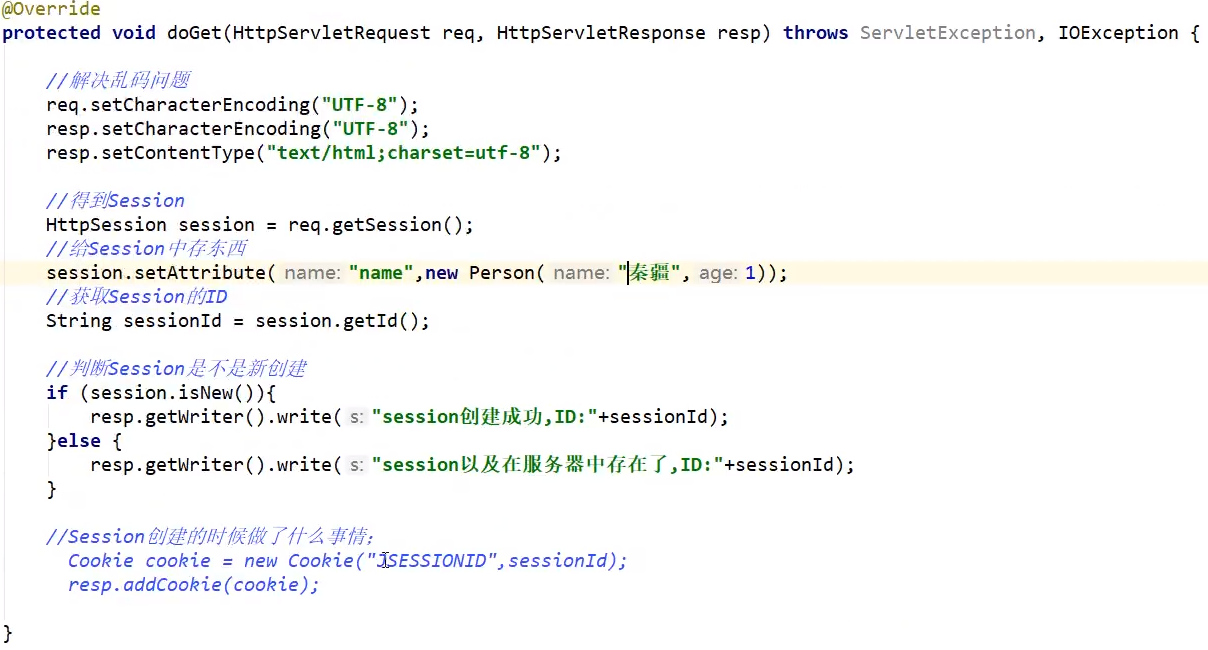 @Override
protected void doGet(HttpServletRequest req, HttpServletResponse resp) throws ServletException, IOException {
//解决乱码问题
req.setCharacterEncoding("UTF-8");
resp.setCharacterEncoding("UTF-8");
resp.setContentType("text/html;charset=utf-8");
//得到Session
HttpSession session = req.getSession();
//给Session中存东西
session.setAttribute( name: "name",new Person( name: "秦疆", age: 1));
//获取Session的ID
String sessionId = session.getId();
//判断Session是不是新创建
if (session.isNew()){
resp.getWriter().write( s: "session创建成功,ID:"+sessionId);
}else {
resp.getWriter().write( s: "session以及在服务器中存在了,ID:"+sessionId);
}
//Session创建的时候做了什么事情;
Cookie cookie = new Cookie("JSESSIONID",sessionId);
resp.addCookie(cookie);
}